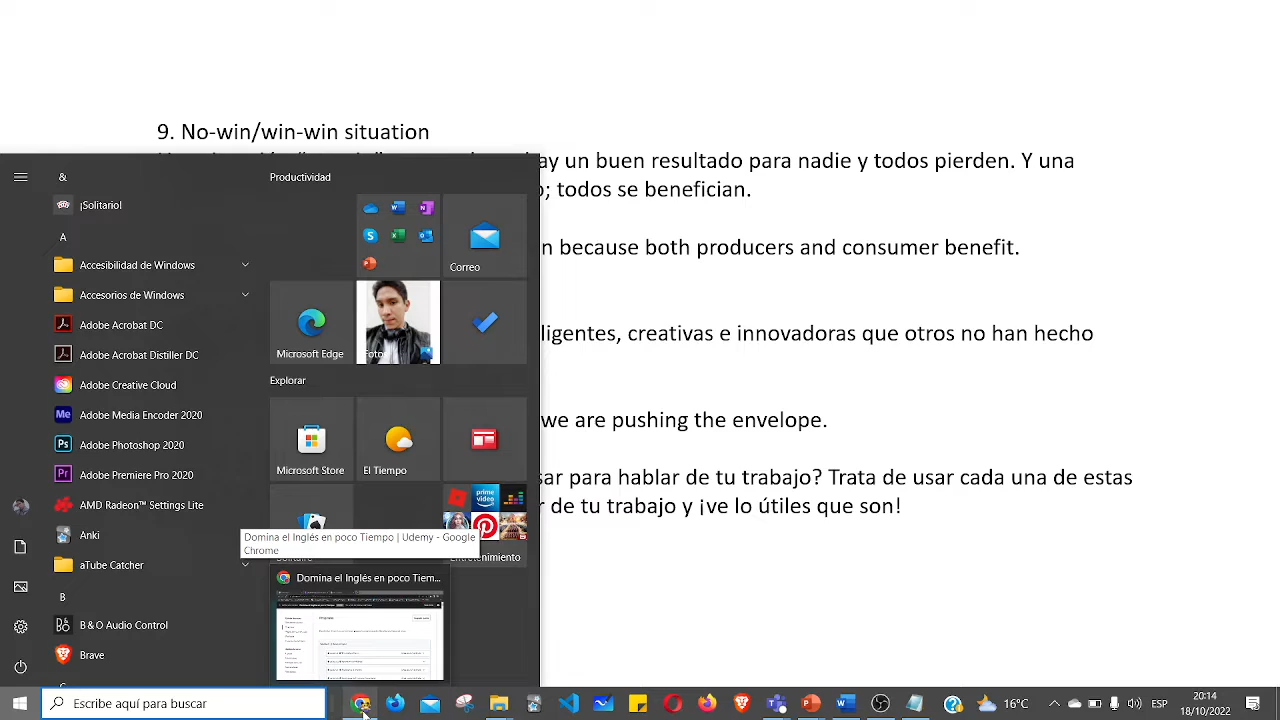 9. No-win/win-win situation
ay un buen resultado para nadie y todos pierden. Y una
; todos se benefician.
n because both producers and consumer benefit.
ligentes, creativas e innovadoras que otros no han hecho
we are pushing the envelope.
sar para hablar de tu trabajo? Trata de usar cada una de estas
r de tu trabajo y ¡ve lo útiles que son!
&
¡Solitario!
A
Accesibilidad de Windows
Accesorios de Windows
Adobe Acrobat DC
Adobe Acrobat Distiller DC
Adobe Creative Cloud
Adobe Media Encoder 2020
Adobe Photoshop 2020
Adobe Premiere Pro 2020
AMD Radeon™ Settings Lite
Anki
aTube Catcher
B
B&O Audio Control
Brave
Productividad
Correo
Microsoft Edge
Fotos
Explorar
Microsoft Store
El Tiempo
prime video
Entretenimiento
Domina el Inglés en poco Tiempo | Udemy - Google
Chrome
Domina el Inglés en poco Tiem...
Escribe aquí para buscar
16°C
ESP
20:14
18/10/2022